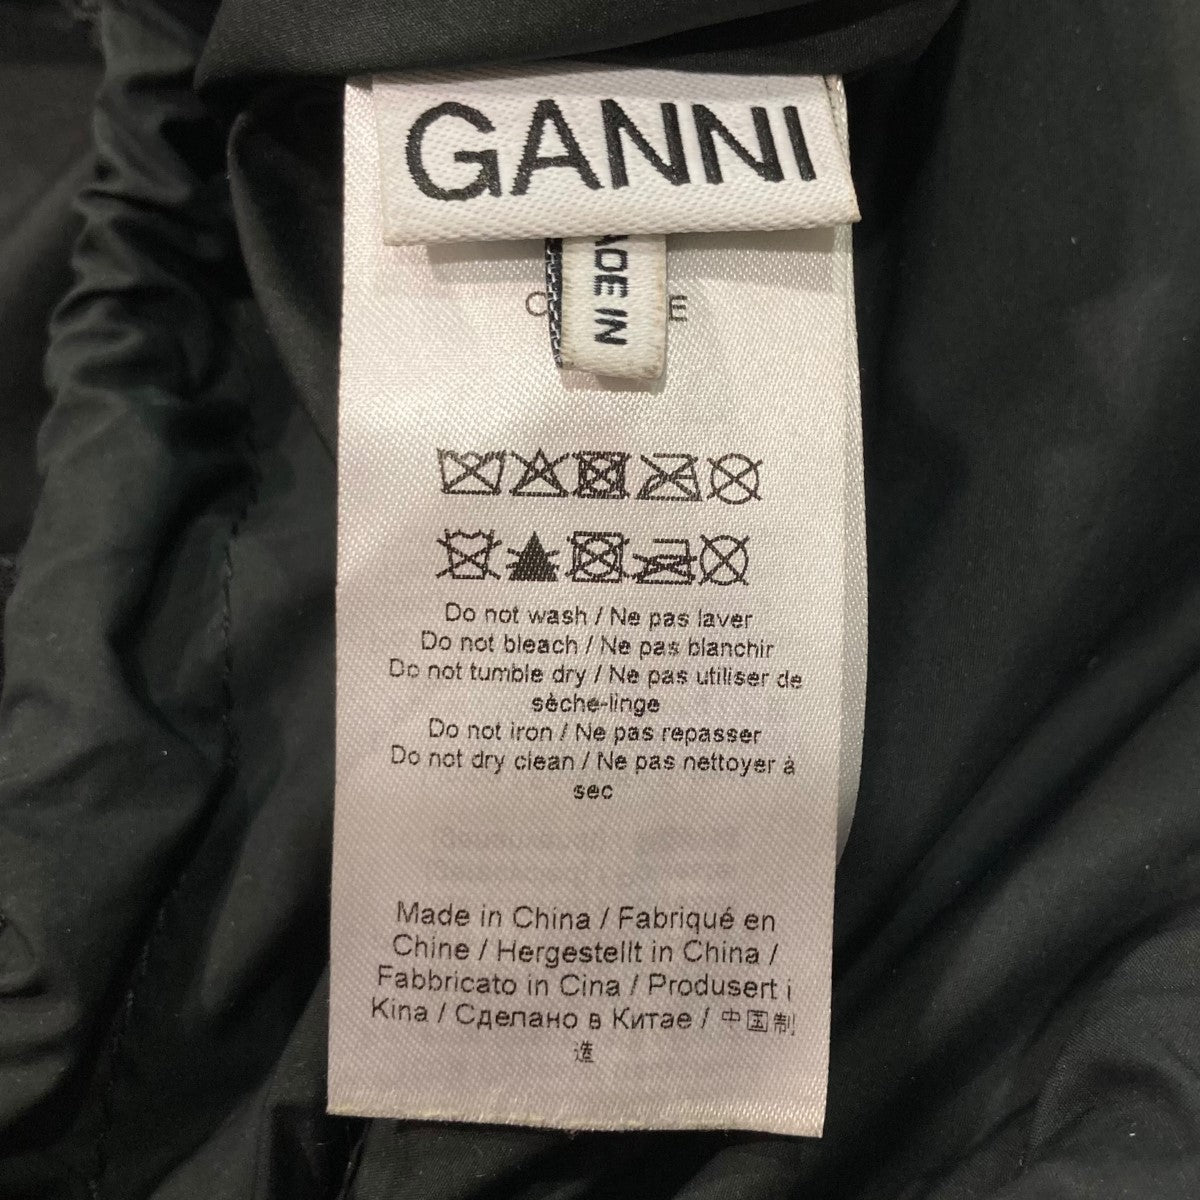 GANNI
ADE IN
Do not wash / Ne pas laver
Do not bleach / Ne pas blanchir
Do not tumble dry / Ne pas utiliser de
sèche-linge
Do not iron / Ne pas repasser
Do not dry clean / Ne pas nettoyer à
sec
Made in China / Fabriqué en
Chine / Hergestellt in China /
Fabbricato in Cina / Produsert i
Kina / Сделано в Китае / 中国制
造